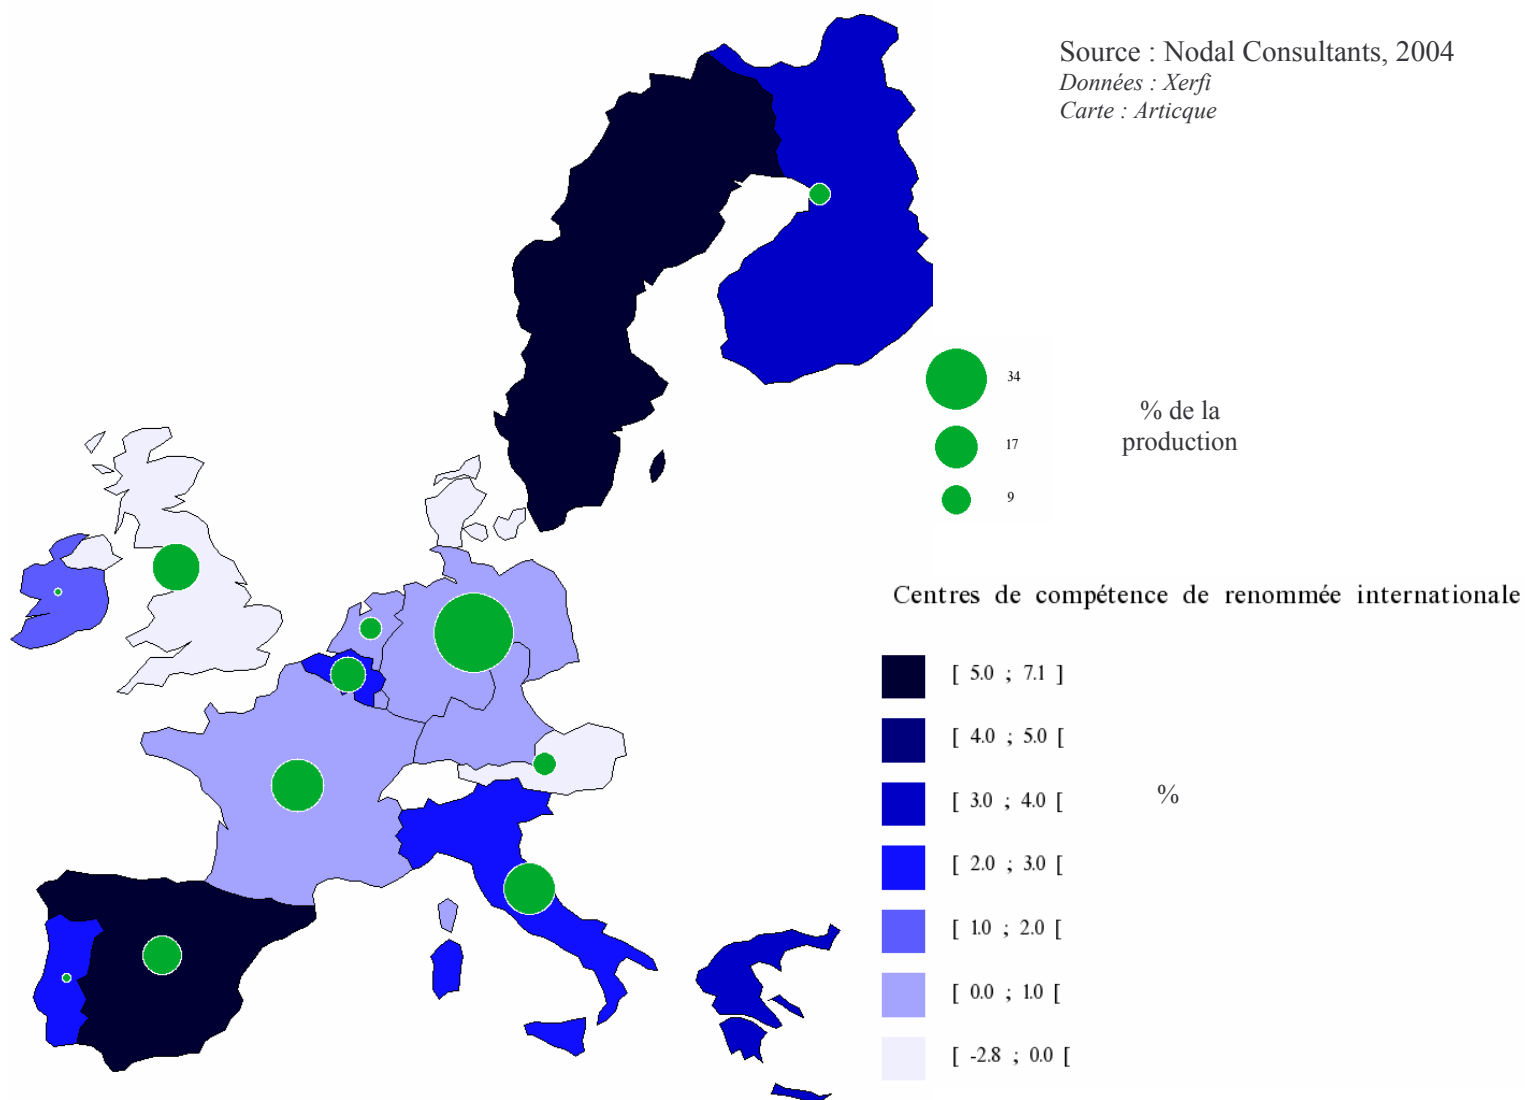 Source : Nodal Consultants, 2004
Données : Xerfi
Carte : Articque
34
17
9
% de la
production
Centres de compétence de renommée internationale
[ 5.0 ; 7.1 ]
[ 4.0 ; 5.0 [
[ 3.0 ; 4.0 [
%
[ 2.0 ; 3.0 [
[ 1.0 ; 2.0 [
[ 0.0 ; 1.0 [
[ -2.8 ; 0.0 [